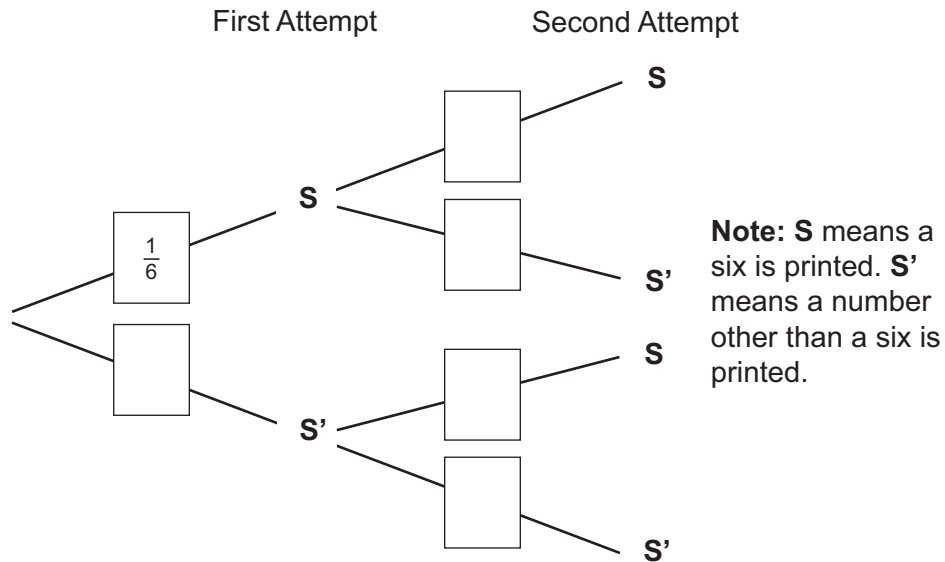 First Attempt
Second Attempt
S
S
1
6
S'
Note: S means a
six is printed. S'
means a number
other than a six is
printed.
S
S'
S'